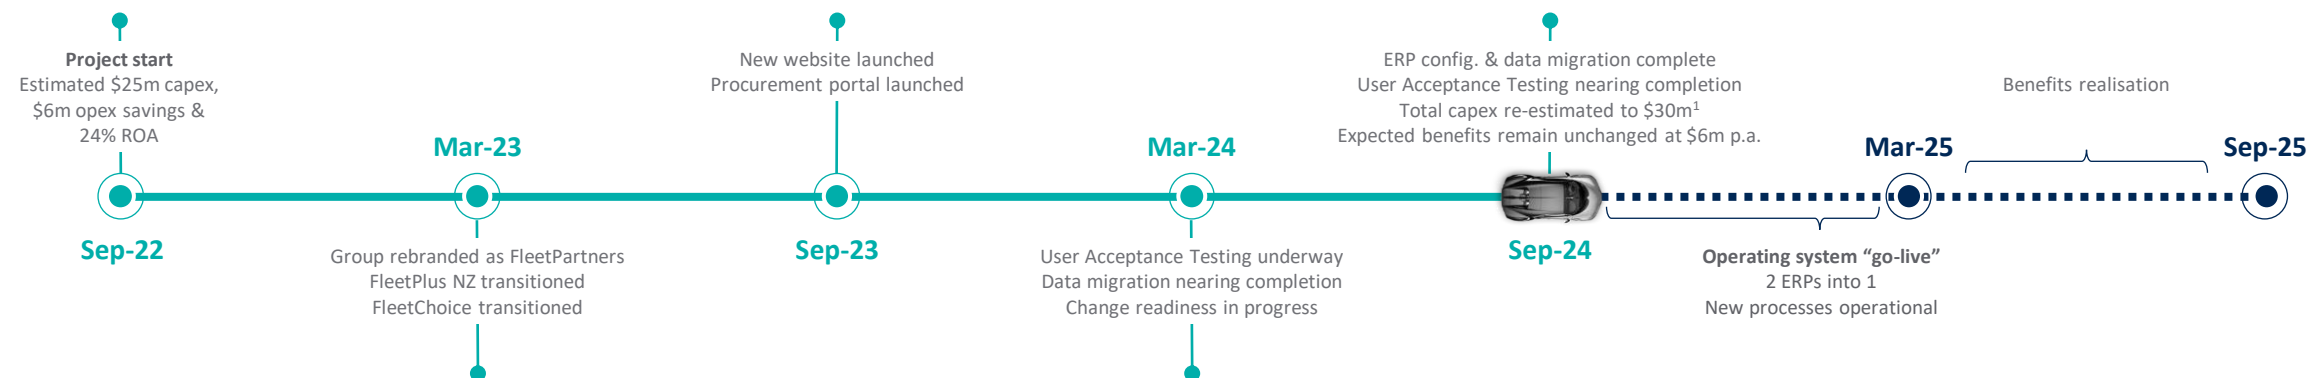 Project start
Estimated $25m capex,
$6m opex savings &
24% ROA
Sep-22
Mar-23
Group rebranded as FleetPartners
FleetPlus NZ transitioned
FleetChoice transitioned
New website launched
Procurement portal launched
Sep-23
Mar-24
User Acceptance Testing underway
Data migration nearing completion
Change readiness in progress
ERP config. & data migration complete
User Acceptance Testing nearing completion
Total capex re-estimated to $30m¹
Expected benefits remain unchanged at $6m p.a.
Sep-24
Operating system “go-live”
2 ERPs into 1
New processes operational
Mar-25
Benefits realisation
Sep-25